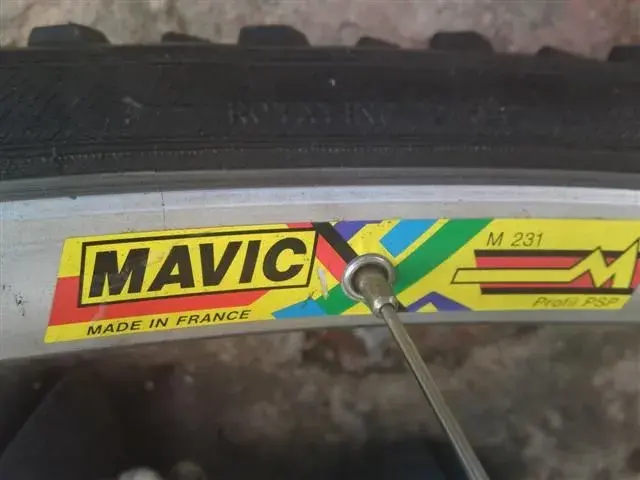 MAVIC
MADE IN FRANCE
M 231
Profil PSP